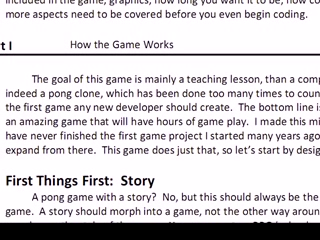 included in the game, graphics, how long you want it to be, how co
more aspects need to be covered before you even begin coding.
t I
How the Game Works
The goal of this game is mainly a teaching lesson, than a comp
indeed a pong clone, which has been done too many times to coun
the first game any new developer should create. The bottom line is
an amazing game that will have hours of game play. I made this mi
have never finished the first game project I started many years ago
expand from there. This game does just that, so let's start by desig
First Things First: Story
A pong game with a story? No, but this should always be the
game. A story should morph into a game, not the other way aroun